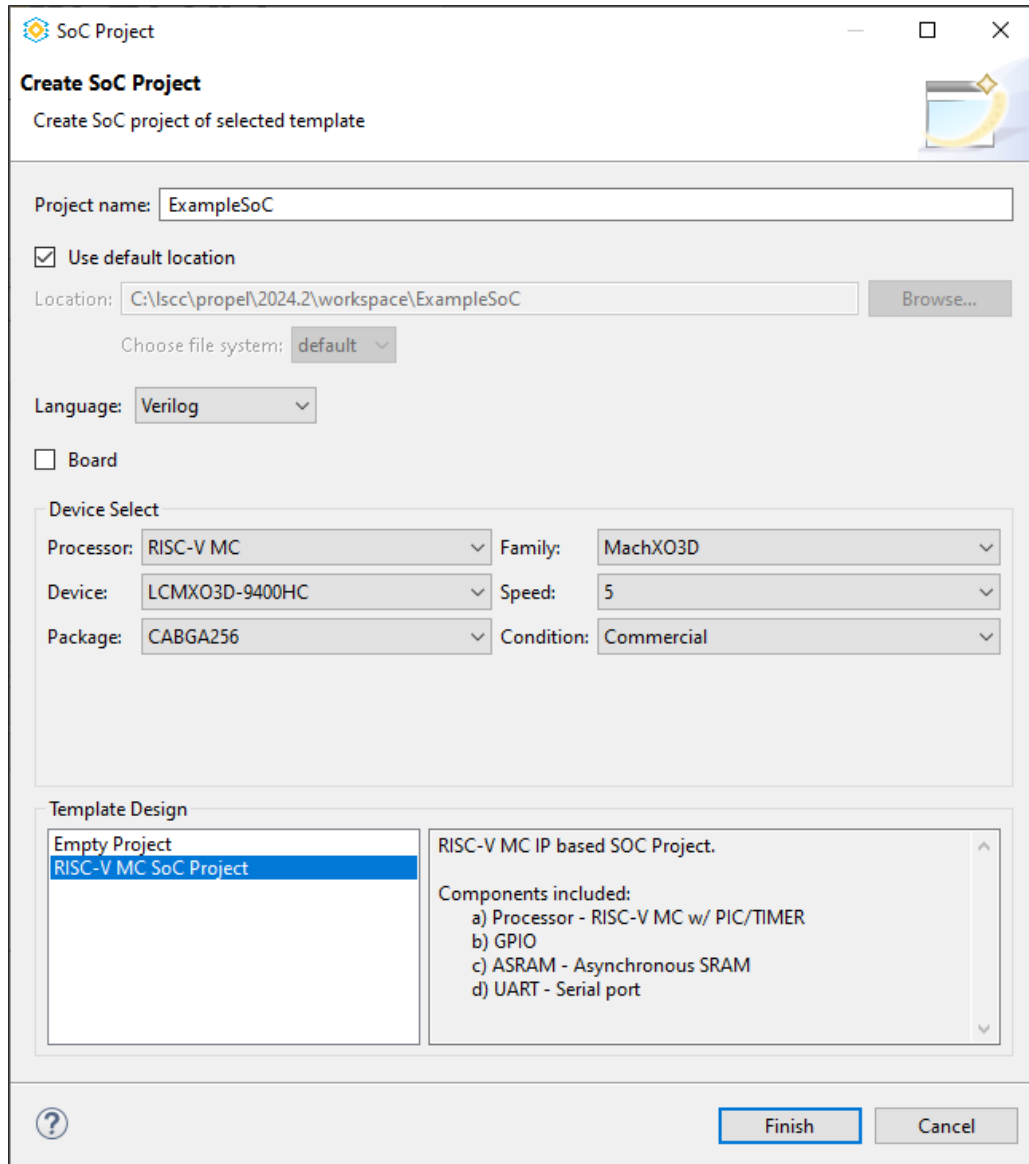 SoC Project
Create SoC Project
Create SoC project of selected template
Project name: ExampleSoC
Use default location
Location: C:\lscc\propel\2024.2\workspace\ExampleSoC Browse...
Choose file system: default
Language: Verilog
Board
Device Select
Processor: RISC-V MC Family: MachXO3D
Device: LCMXO3D-9400HC Speed: 5
Package: CABGA256 Condition: Commercial
Template Design
Empty Project
RISC-V MC SoC Project
RISC-V MC IP based SOC Project.
Components included:
a) Processor - RISC-V MC w/ PIC/TIMER
b) GPIO
c) ASRAM - Asynchronous SRAM
d) UART - Serial port
? Finish Cancel